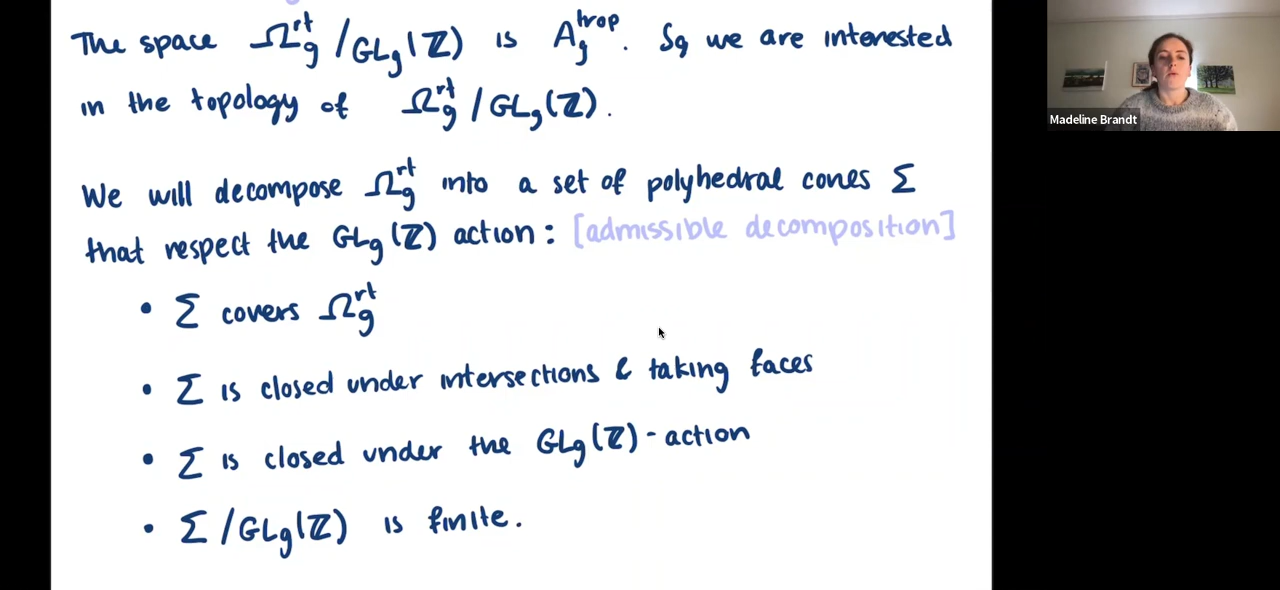 The space Ω_g^rt / GL_g(ℤ) is A_g^trop. So we are interested
in the topology of Ω_g^rt / GL_g(ℤ).
We will decompose Ω_g^rt into a set of polyhedral cones Σ
that respect the GL_g(ℤ) action: [admissible decomposition]
• Σ covers Ω_g^rt
• Σ is closed under intersections & taking faces
• Σ is closed under the GL_g(ℤ)-action
• Σ / GL_g(ℤ) is finite.
Madeline Brandt